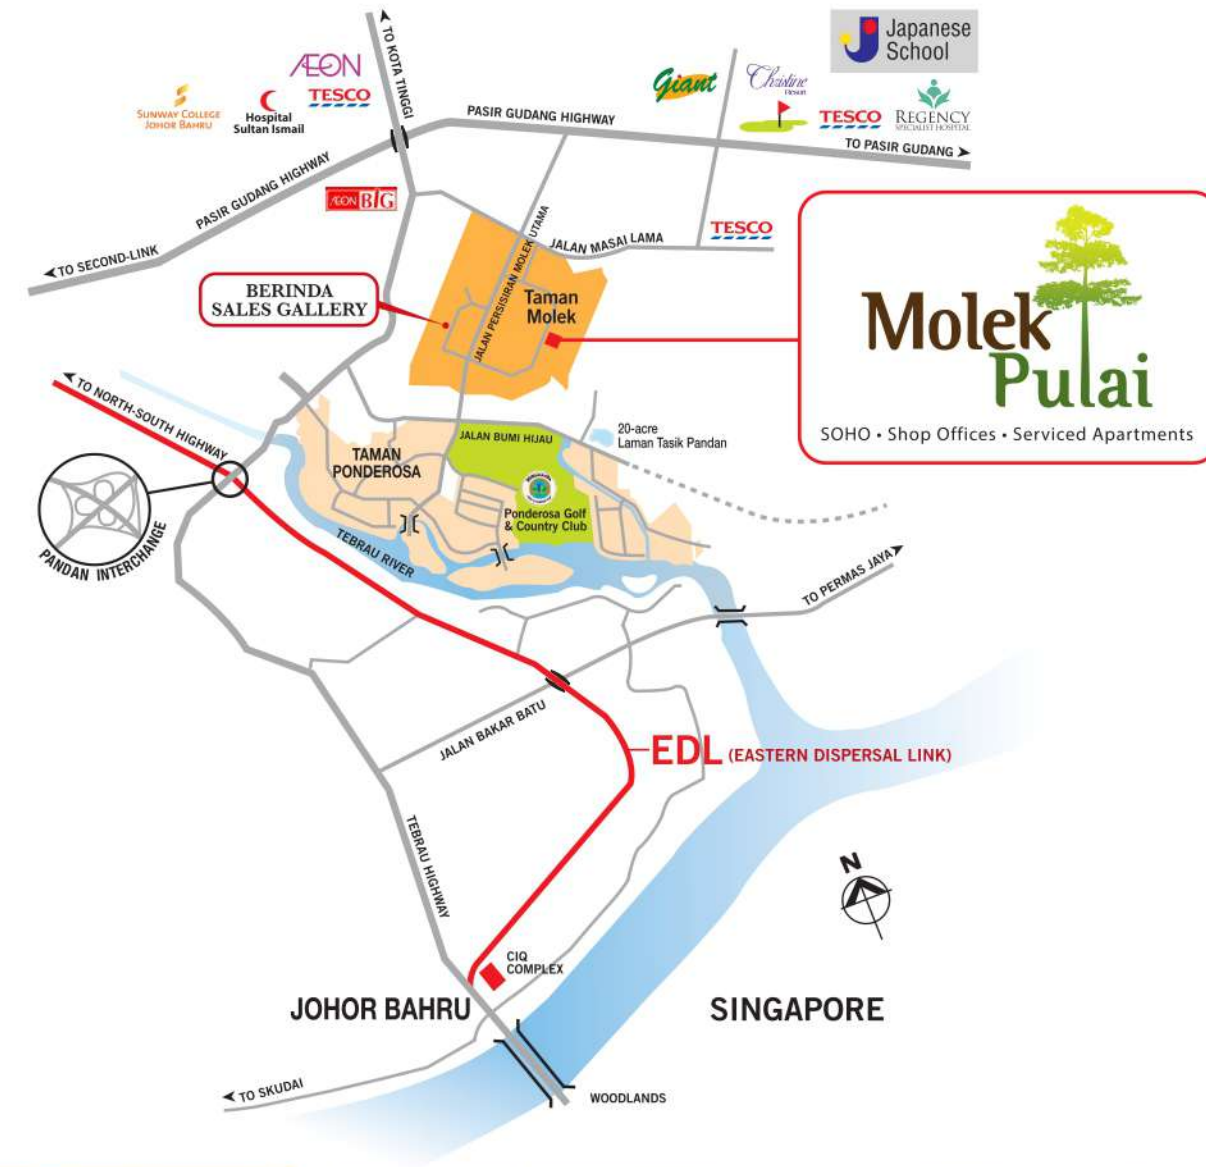 TO KOTA TINGGI
ÆON
TESCO
SUNWAY COLLEGE
JOHOR BAHRU
Hospital
Sultan Ismail
Giant
Christine
Resort
Japanese
School
TESCO
REGENCY
SPECIALIST HOSPITAL
PASIR GUDANG HIGHWAY
TO PASIR GUDANG
PASIR GUDANG HIGHWAY
TO SECOND-LINK
ÆON BIG
TESCO
JALAN MASAI LAMA
JALAN PERSISIRAN MOLEK UTAMA
BERINDA
SALES GALLERY
Taman
Molek
Molek
Pulai
SOHO • Shop Offices • Serviced Apartments
TO NORTH-SOUTH HIGHWAY
JALAN BUMI HIJAU
20-acre
Laman Tasik Pandan
TAMAN
PONDEROSA
Ponderosa Golf
& Country Club
TEBRAU RIVER
PANDAN INTERCHANGE
TO PERMAS JAYA
JALAN BAKAR BATU
EDL (EASTERN DISPERSAL LINK)
TEBRAU HIGHWAY
N
CIQ
COMPLEX
JOHOR BAHRU
SINGAPORE
TO SKUDAI
WOODLANDS